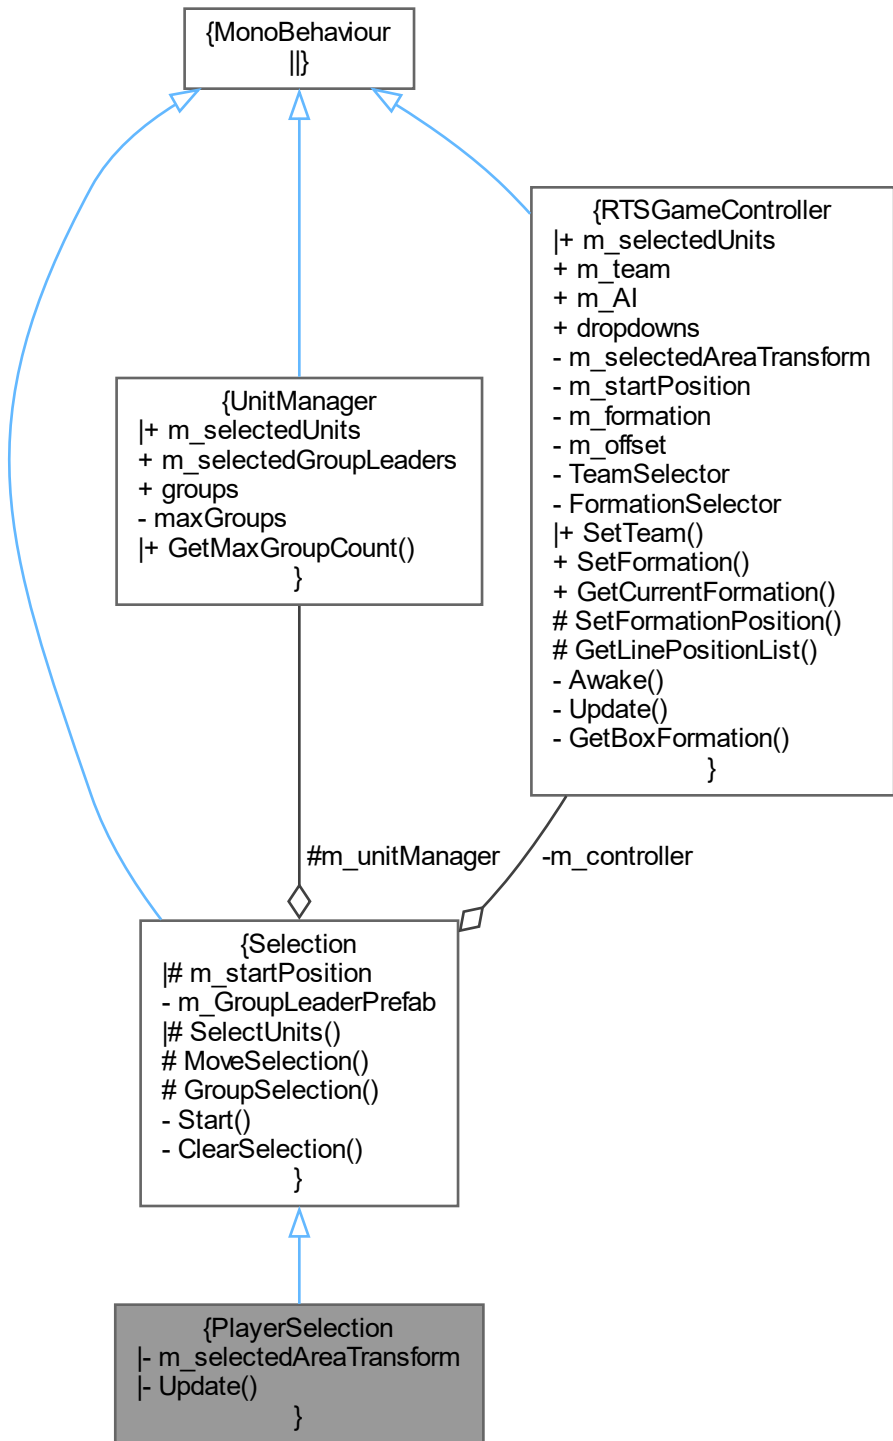 {MonoBehaviour
||}
{RTSGameController
|+ m_selectedUnits
+ m_team
+ m_AI
+ dropdowns
- m_selectedAreaTransform
- m_startPosition
- m_formation
- m_offset
- TeamSelector
- FormationSelector
|+ SetTeam()
+ SetFormation()
+ GetCurrentFormation()
# SetFormationPosition()
# GetLinePositionList()
- Awake()
- Update()
- GetBoxFormation()
}
{UnitManager
|+ m_selectedUnits
+ m_selectedGroupLeaders
+ groups
- maxGroups
|+ GetMaxGroupCount()
}
#m_unitManager
-m_controller
{Selection
|# m_startPosition
- m_GroupLeaderPrefab
|# SelectUnits()
# MoveSelection()
# GroupSelection()
- Start()
- ClearSelection()
}
{PlayerSelection
|- m_selectedAreaTransform
|- Update()
}